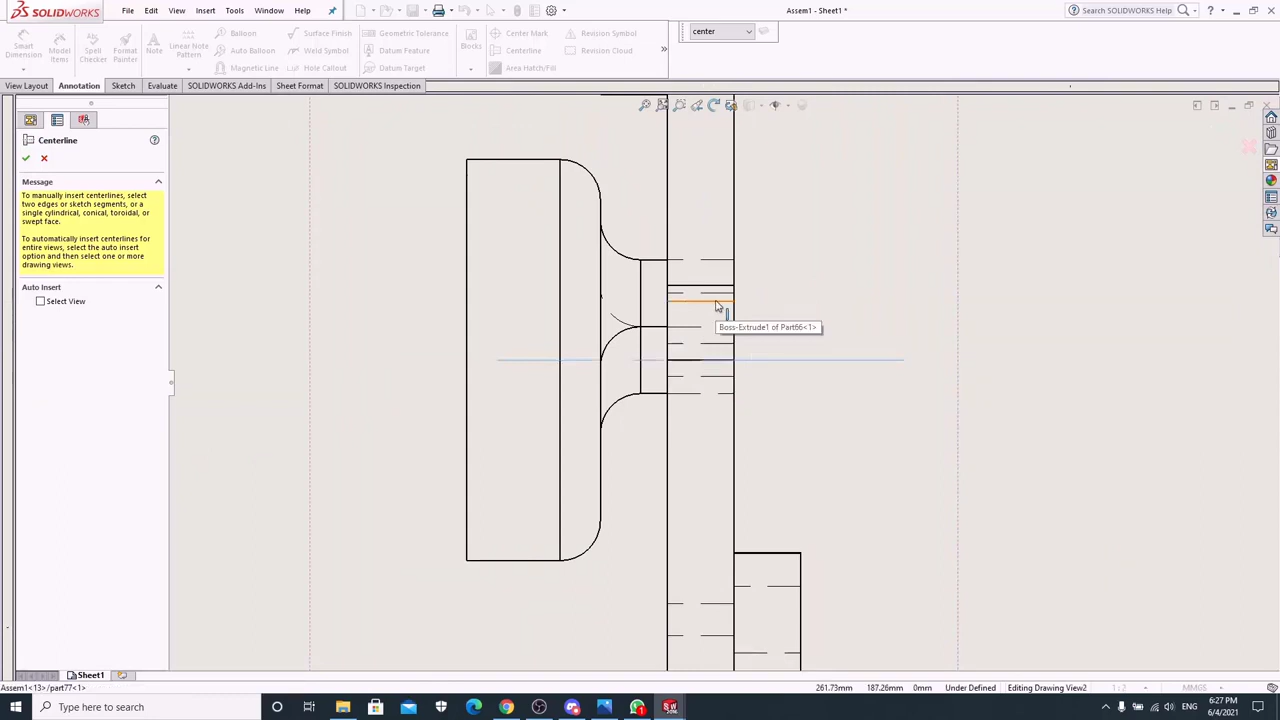 SOLIDWORKS File Edit View Insert Tools Window Help Assem1 - Sheet1 * Search SOLIDWORKS Help
center
Smart Dimension
Model Items
Spell Checker
Format Painter
Note
Linear Note Pattern
Balloon
Auto Balloon
Magnetic Line
Surface Finish
Weld Symbol
Hole Callout
Geometric Tolerance
Datum Feature
Datum Target
Blocks
Center Mark
Centerline
Area Hatch/Fill
Revision Symbol
Revision Cloud
View Layout Annotation Sketch Evaluate SOLIDWORKS Add-Ins Sheet Format SOLIDWORKS Inspection
Centerline
Message
To manually insert centerlines, select
two edges or sketch segments, or a
single cylindrical, conical, toroidal, or
swept face.
To automatically insert centerlines for
entire views, select the auto insert
option and then select one or more
drawing views.
Auto Insert
Select View
Boss-Extrude1 of Part66<1>
Sheet1
Assem1<13>/part77<1> 261.73mm 187.26mm 0mm Under Defined Editing Drawing View2 1 : 2 MMGS
Type here to search
6:27 PM
6/4/2021